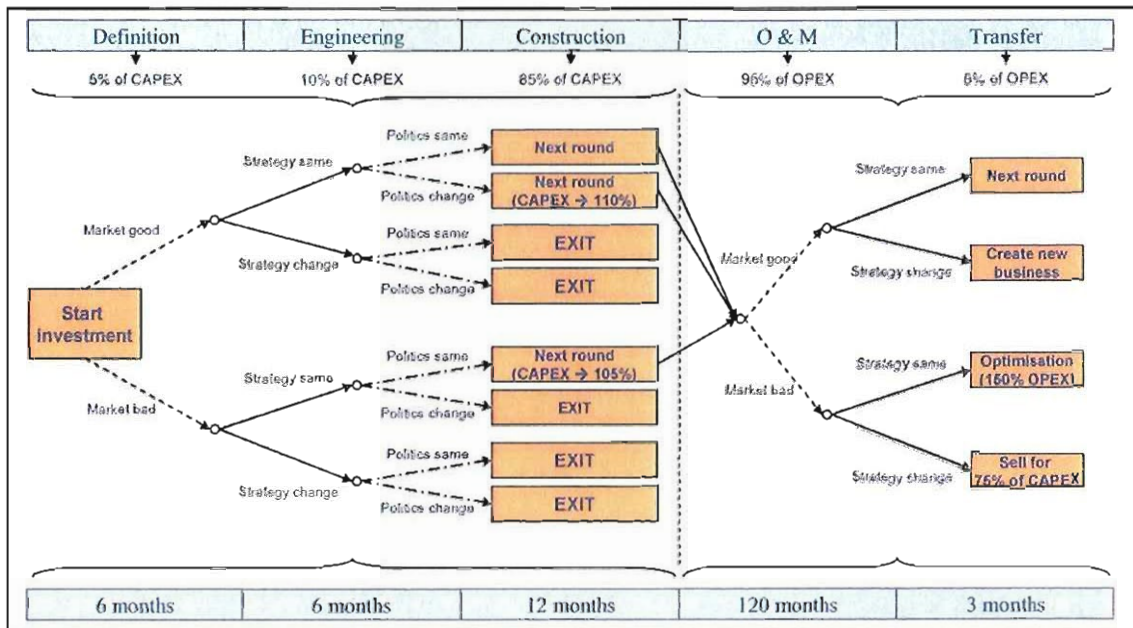 Definition
Engineering
Construction
O & M
Transfer
5% of CAPEX
10% of CAPEX
85% of CAPEX
95% of OPEX
5% of OPEX
Market good
Strategy same
Politics same
Next round
Politics change
Next round
(CAPEX → 110%)
Strategy change
Politics same
EXIT
Politics change
EXIT
Start
investment
Market bad
Strategy same
Politics same
Next round
(CAPEX → 105%)
Politics change
EXIT
Strategy change
Politics same
EXIT
Politics change
EXIT
Market good
Strategy same
Next round
Strategy change
Create new
business
Market bad
Strategy same
Optimisation
(150% OPEX)
Strategy change
Sell for
75% of CAPEX
6 months
6 months
12 months
120 months
3 months